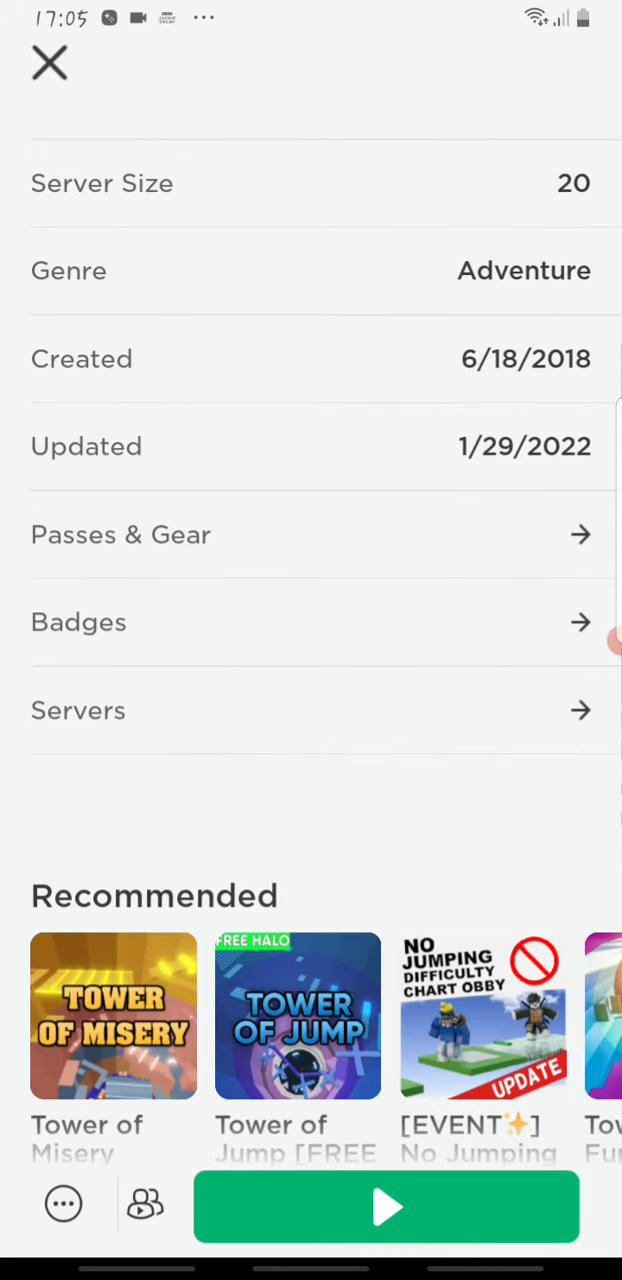 17:05
Server Size 20
Genre Adventure
Created 6/18/2018
Updated 1/29/2022
Passes & Gear
Badges
Servers
Recommended
TOWER
OF MISERY
FREE HALO
TOWER
OF JUMP
NO
JUMPING
DIFFICULTY
CHART OBBY
UPDATE
Tower of
Misery
Tower of
Jump [FREE
[EVENT✨]
No Jumping